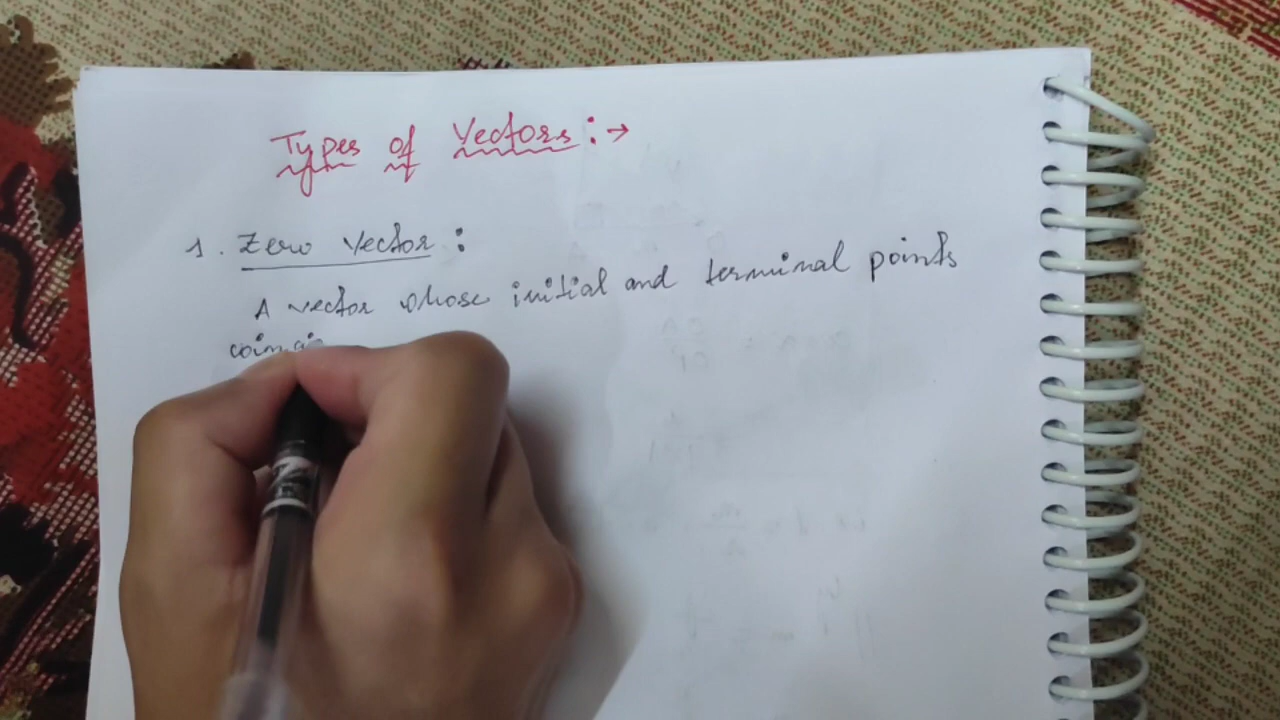 Types of Vectors :→
1. Zero Vector :
A vector whose initial and terminal points